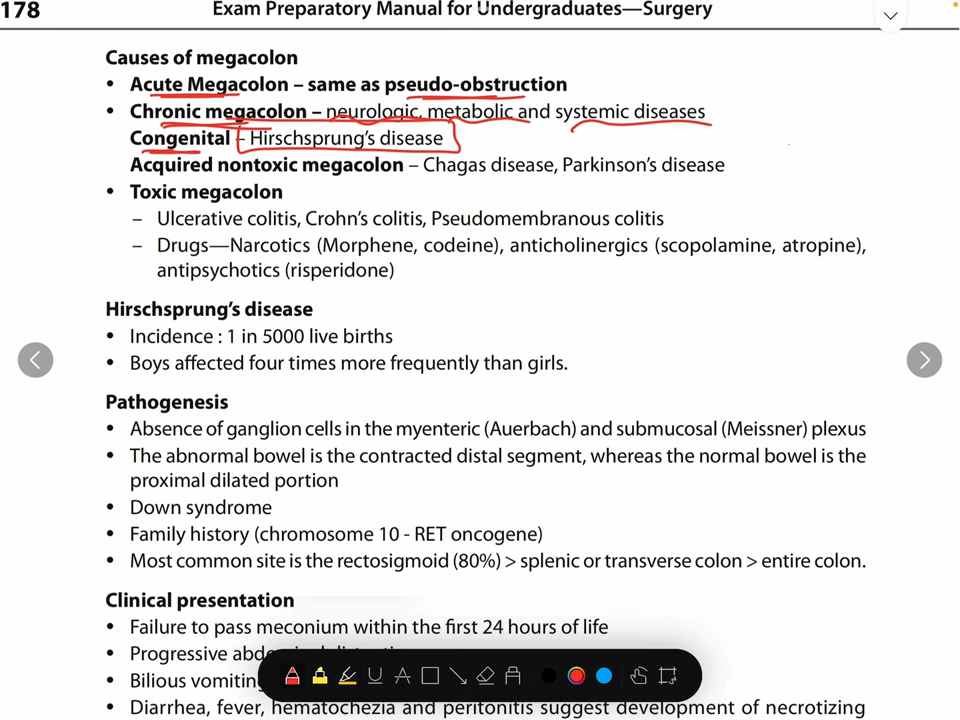 178
Exam Preparatory Manual for Undergraduates—Surgery
Causes of megacolon
• Acute Megacolon – same as pseudo-obstruction
• Chronic megacolon – neurologic, metabolic and systemic diseases
Congenital – Hirschsprung's disease
Acquired nontoxic megacolon – Chagas disease, Parkinson's disease
• Toxic megacolon
– Ulcerative colitis, Crohn's colitis, Pseudomembranous colitis
– Drugs—Narcotics (Morphene, codeine), anticholinergics (scopolamine, atropine),
antipsychotics (risperidone)
Hirschsprung's disease
• Incidence : 1 in 5000 live births
• Boys affected four times more frequently than girls.
Pathogenesis
• Absence of ganglion cells in the myenteric (Auerbach) and submucosal (Meissner) plexus
• The abnormal bowel is the contracted distal segment, whereas the normal bowel is the
proximal dilated portion
• Down syndrome
• Family history (chromosome 10 - RET oncogene)
• Most common site is the rectosigmoid (80%) > splenic or transverse colon > entire colon.
Clinical presentation
• Failure to pass meconium within the first 24 hours of life
• Progressive
• Bilious vomiting
• Diarrhea, fever, hematochezia and peritonitis suggest development of necrotizing